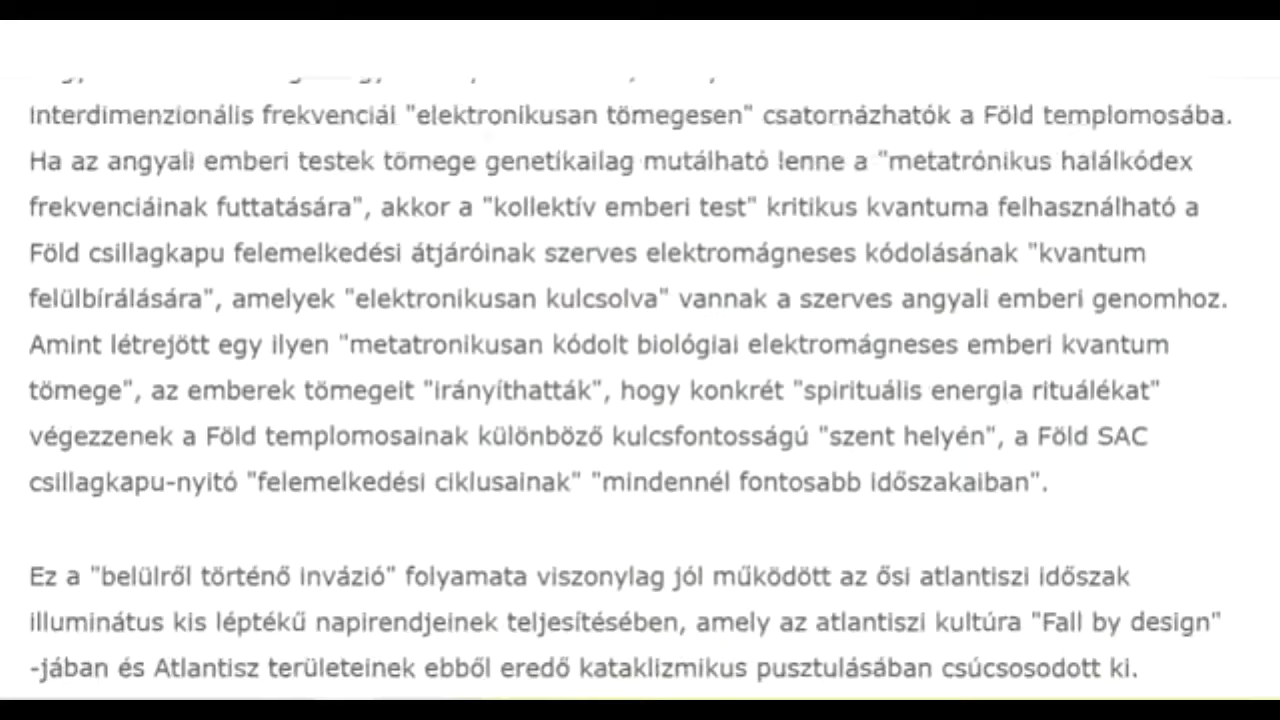 Interdimenzionális frekvenciái "elektronikusan tömegesen" csatornázhatók a Föld templomosába.
Ha az angyali emberi testek tömege genetikailag mutálható lenne a "metatrónikus halálkódex
frekvenciáinak futtatására", akkor a "kollektív emberi test" kritikus kvantuma felhasználható a
Föld csillagkapu felemelkedési átjáróinak szerves elektromágneses kódolásának "kvantum
felülbírálására", amelyek "elektronikusan kulcsolva" vannak a szerves angyali emberi genomhoz.
Amint létrejött egy ilyen "metatronikusan kódolt biológiai elektromágneses emberi kvantum
tömege", az emberek tömegeit "irányíthatták", hogy konkrét "spirituális energia rituálékat"
végezzenek a Föld templomosainak különböző kulcsfontosságú "szent helyén", a Föld SAC
csillagkapu-nyitó "felemelkedési ciklusainak" "mindennél fontosabb időszakaiban".
Ez a "belülről történő invázió" folyamata viszonylag jól működött az ősi atlantiszi időszak
illuminátus kis léptékű napirendjeinek teljesítésében, amely az atlantiszi kultúra "Fall by design"
-jában és Atlantisz területeinek ebből eredő kataklizmikus pusztulásában csúcsosodott ki.